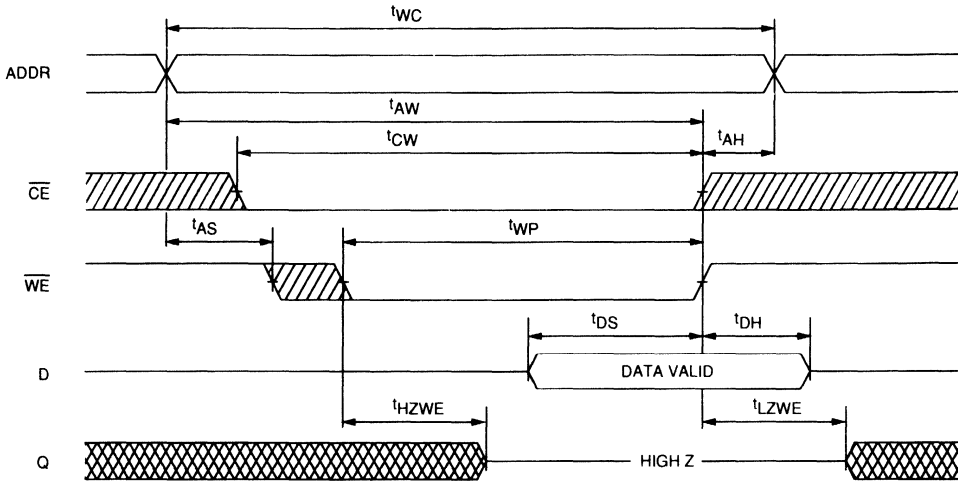 tWC
ADDR
tAW
tCW
tAH
CE
tAS
tWP
WE
tDS
tDH
D
DATA VALID
tHZWE
tLZWE
Q
HIGH Z